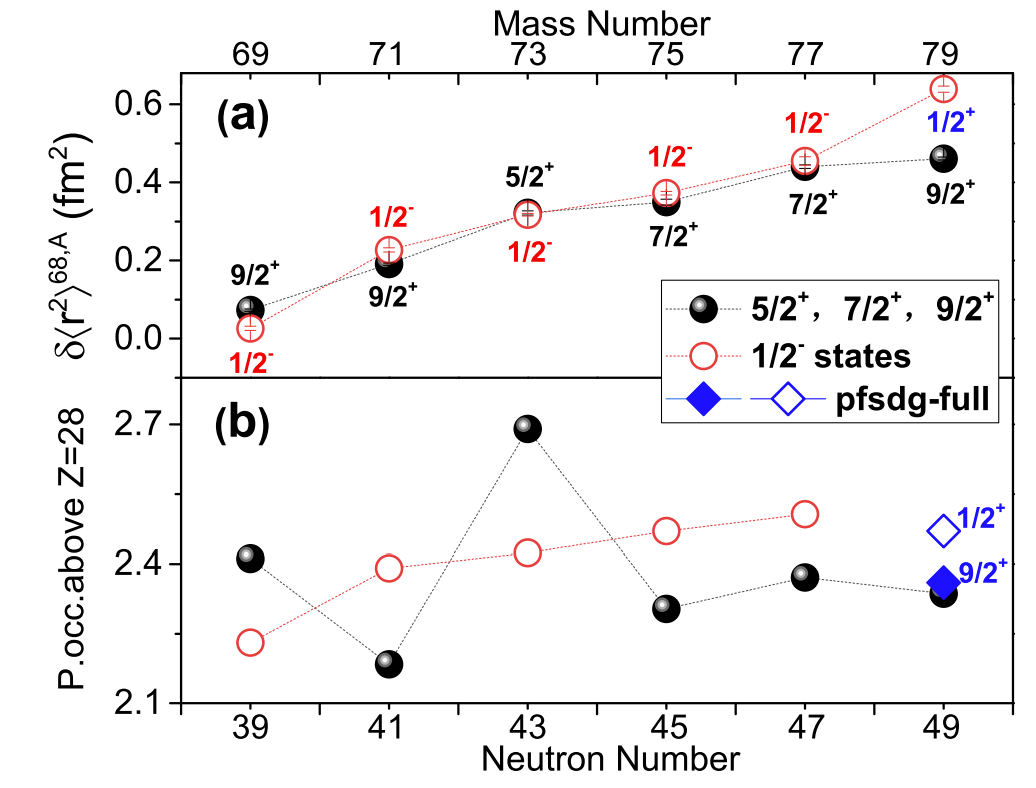 Mass Number
69 71 73 75 77 79
(a)
δ⟨r²⟩⁶⁸,ᴬ (fm²)
0.6
0.4
0.2
0.0
9/2⁺
1/2⁻
1/2⁻
9/2⁺
5/2⁺
1/2⁻
1/2⁻
7/2⁺
1/2⁻
7/2⁺
1/2⁺
9/2⁺
5/2⁺, 7/2⁺, 9/2⁺
1/2⁻ states
pfsdg-full
(b)
P.occ.above Z=28
2.7
2.4
2.1
1/2⁺
9/2⁺
39 41 43 45 47 49
Neutron Number